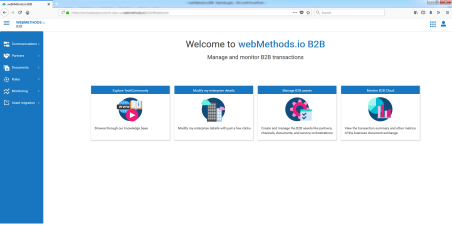 webMethods.io B2B
Search
WEBMETHODS.IO
B2B
Welcome to webMethods.io B2B
Manage and monitor B2B transactions
Communications
Partners
Documents
Rules
Monitoring
Asset migration
Explore TechCommunity
Modify my enterprise details
Manage B2B assets
Monitor B2B Cloud
Browse through our knowledge base
Modify my enterprise details with just a few clicks
Create and manage the B2B assets like partners,
channels, documents, and service orchestrations
View the transaction summary and other metrics
of the business document exchange